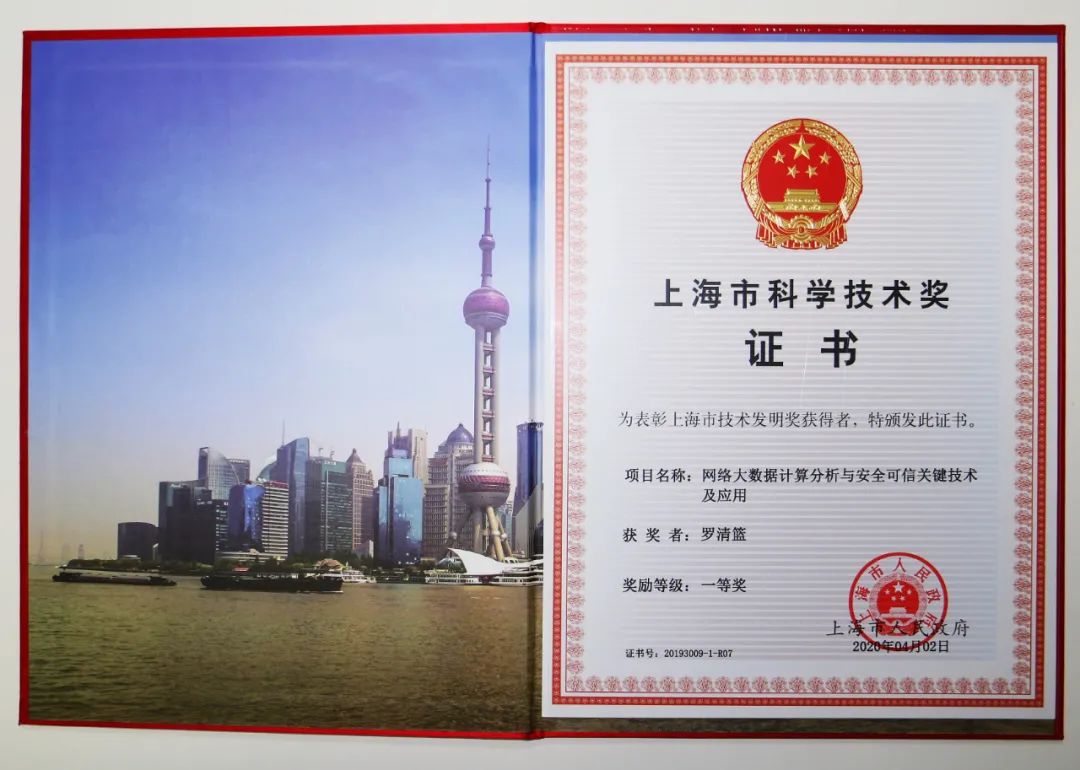 上海市科学技术奖
证书
为表彰上海市技术发明奖获得者，特颁发此证书。
项目名称：网络大数据计算分析与安全可信关键技术
及应用
获奖者：罗清篮
奖励等级：一等奖
上海市人民政府
上海市人民政府
2020年04月02日
证书号：20193009-1-R07